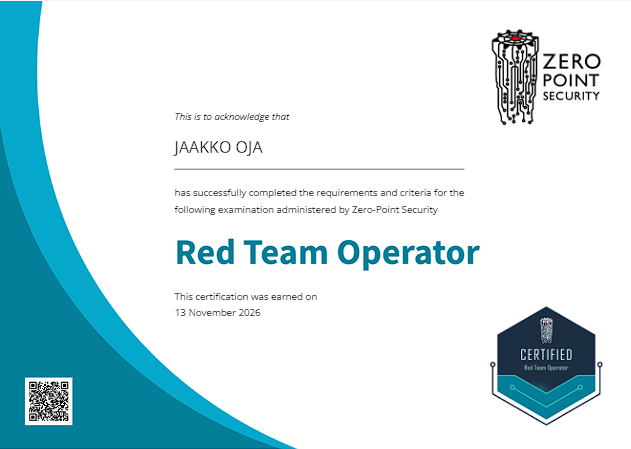 ZERO
POINT
SECURITY
This is to acknowledge that
JAAKKO OJA
has successfully completed the requirements and criteria for the
following examination administered by Zero-Point Security
Red Team Operator
This certification was earned on
13 November 2026
CERTIFIED
Red Team Operator